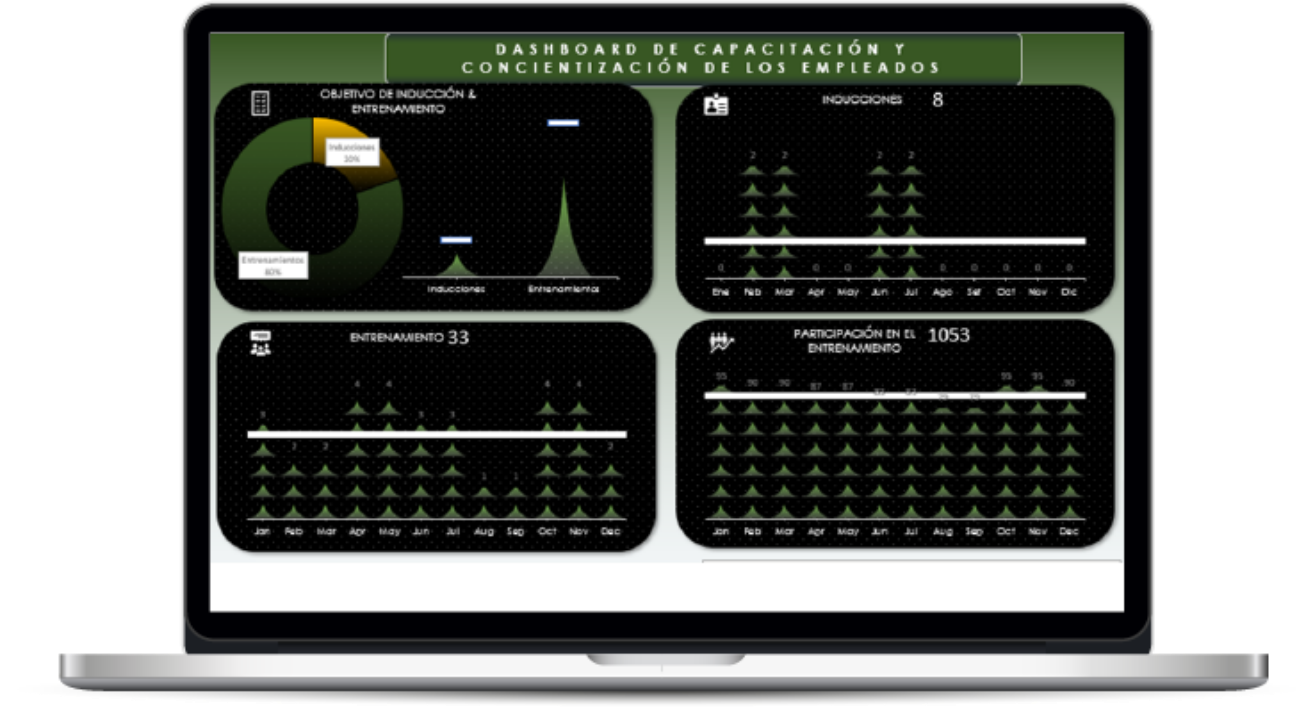 DASHBOARD DE CAPACITACIÓN Y
CONCIENTIZACIÓN DE LOS EMPLEADOS
OBJETIVO DE INDUCCIÓN &
ENTRENAMIENTO
Inducciones
20%
Entrenamientos
80%
Inducciones Entrenamientos
INDUCCIONES 8
2 2 2 2
0 0 0 0 0 0 0 0
Ene Feb Mar Apr May Jun Jul Ago Set Oct Nov Dic
ENTRENAMIENTO 33
4 4 4 4
3 3 3
2 2 2
1 1
Jan Feb Mar Apr May Jun Jul Aug Sep Oct Nov Dec
PARTICIPACIÓN EN EL 1053
ENTRENAMIENTO
95 90 90 87 87 95 95 90
Jan Feb Mar Apr May Jun Jul Aug Sep Oct Nov Dec